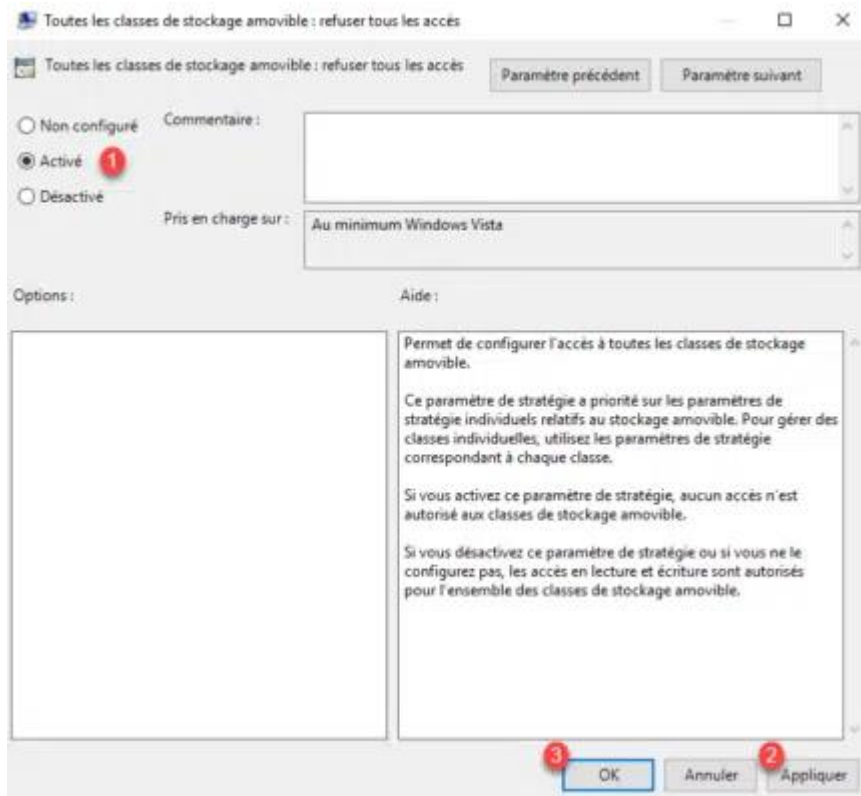 Toutes les classes de stockage amovible : refuser tous les accès
Toutes les classes de stockage amovible : refuser tous les accès
Paramètre précédent
Paramètre suivant
Non configuré
Commentaire :
Activé
1
Désactivé
Pris en charge sur :
Au minimum Windows Vista
Options :
Aide :
Permet de configurer l'accès à toutes les classes de stockage
amovible.
Ce paramètre de stratégie a priorité sur les paramètres de
stratégie individuels relatifs au stockage amovible. Pour gérer des
classes individuelles, utilisez les paramètres de stratégie
correspondant à chaque classe.
Si vous activez ce paramètre de stratégie, aucun accès n'est
autorisé aux classes de stockage amovible.
Si vous désactivez ce paramètre de stratégie ou si vous ne le
configurez pas, les accès en lecture et écriture sont autorisés
pour l'ensemble des classes de stockage amovible.
3
OK
Annuler
2
Appliquer